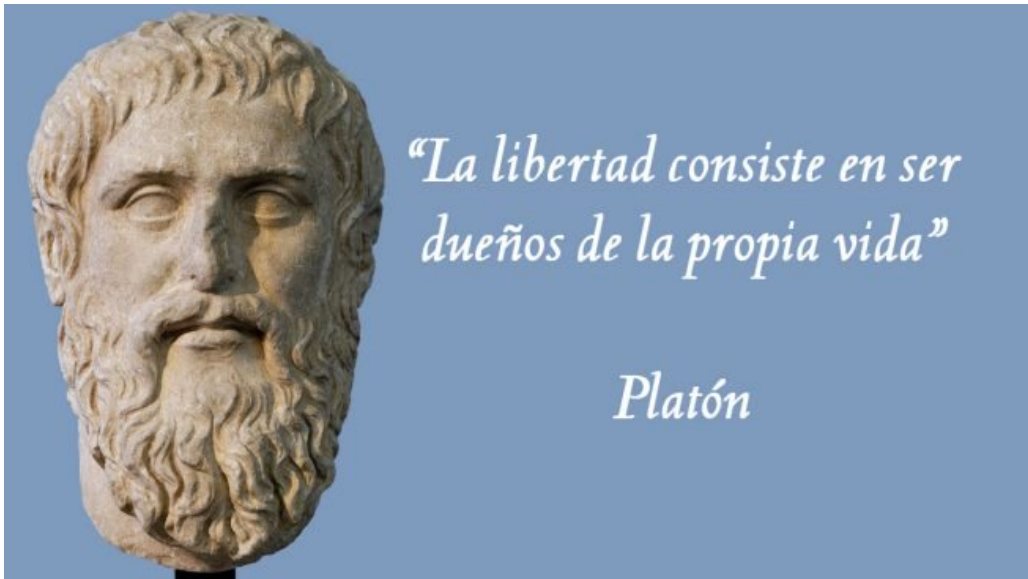 “La libertad consiste en ser
dueños de la propia vida”
Platón